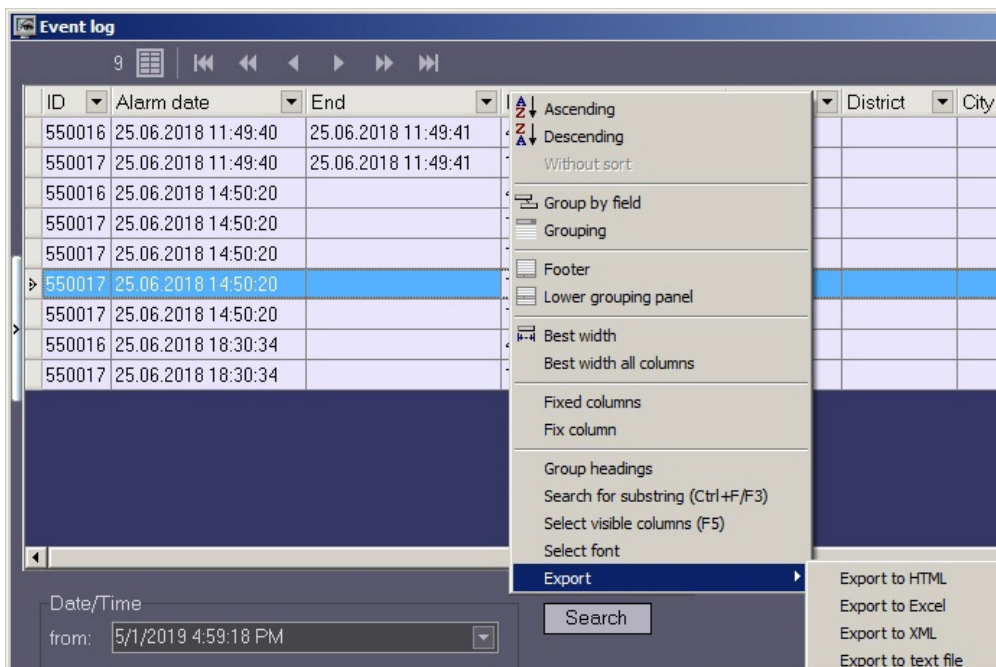 Event log
9
ID Alarm date End District City
550016 25.06.2018 11:49:40 25.06.2018 11:49:41
550017 25.06.2018 11:49:40 25.06.2018 11:49:41
550016 25.06.2018 14:50:20
550017 25.06.2018 14:50:20
550017 25.06.2018 14:50:20
550017 25.06.2018 14:50:20
550017 25.06.2018 14:50:20
550016 25.06.2018 18:30:34
550017 25.06.2018 18:30:34
Ascending
Descending
Without sort
Group by field
Grouping
Footer
Lower grouping panel
Best width
Best width all columns
Fixed columns
Fix column
Group headings
Search for substring (Ctrl+F/F3)
Select visible columns (F5)
Select font
Export
Export to HTML
Export to Excel
Export to XML
Export to text file
Date/Time
from: 5/1/2019 4:59:18 PM
Search